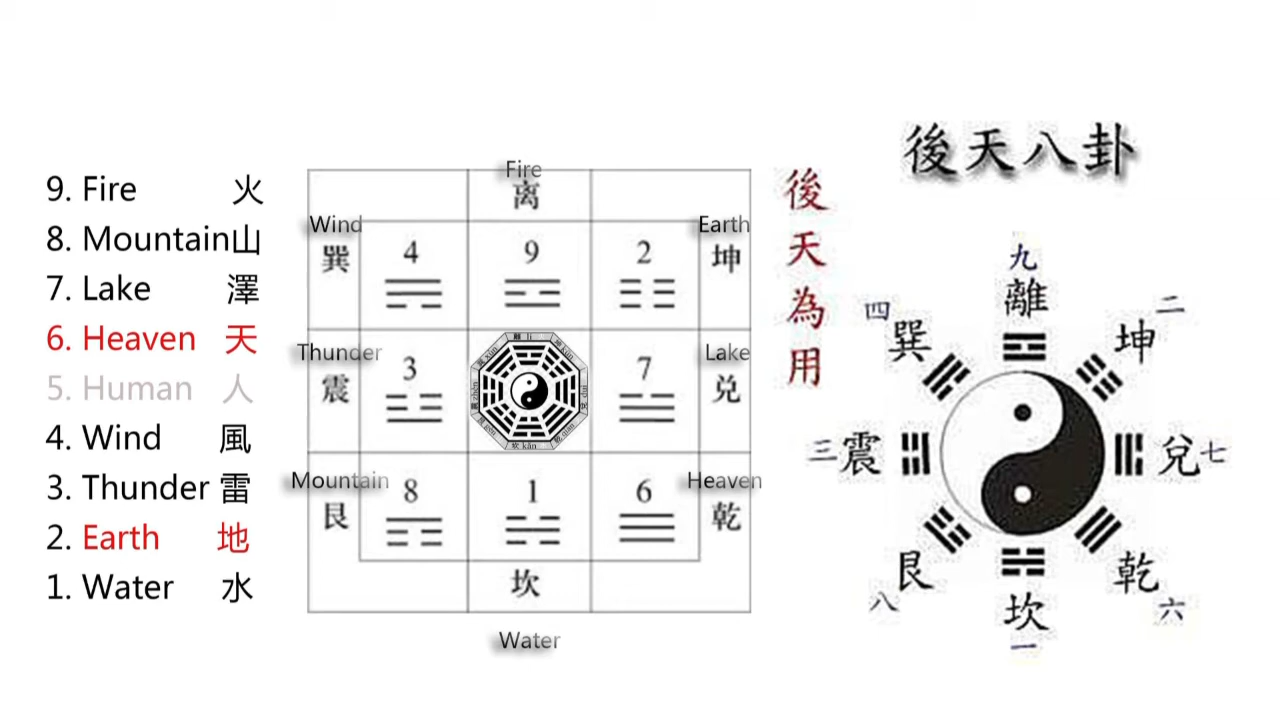 9. Fire 火
8. Mountain山
7. Lake 澤
6. Heaven 天
5. Human 人
4. Wind 風
3. Thunder 雷
2. Earth 地
1. Water 水
Fire
离
Wind
巽
4
9
2
Earth
坤
Thunder
震
3
7
Lake
兑
Mountain
艮
8
1
6
Heaven
乾
坎
Water
後天為用
後天八卦
九
離
四
巽
二
坤
三震
兌七
艮
八
乾
六
坎
一